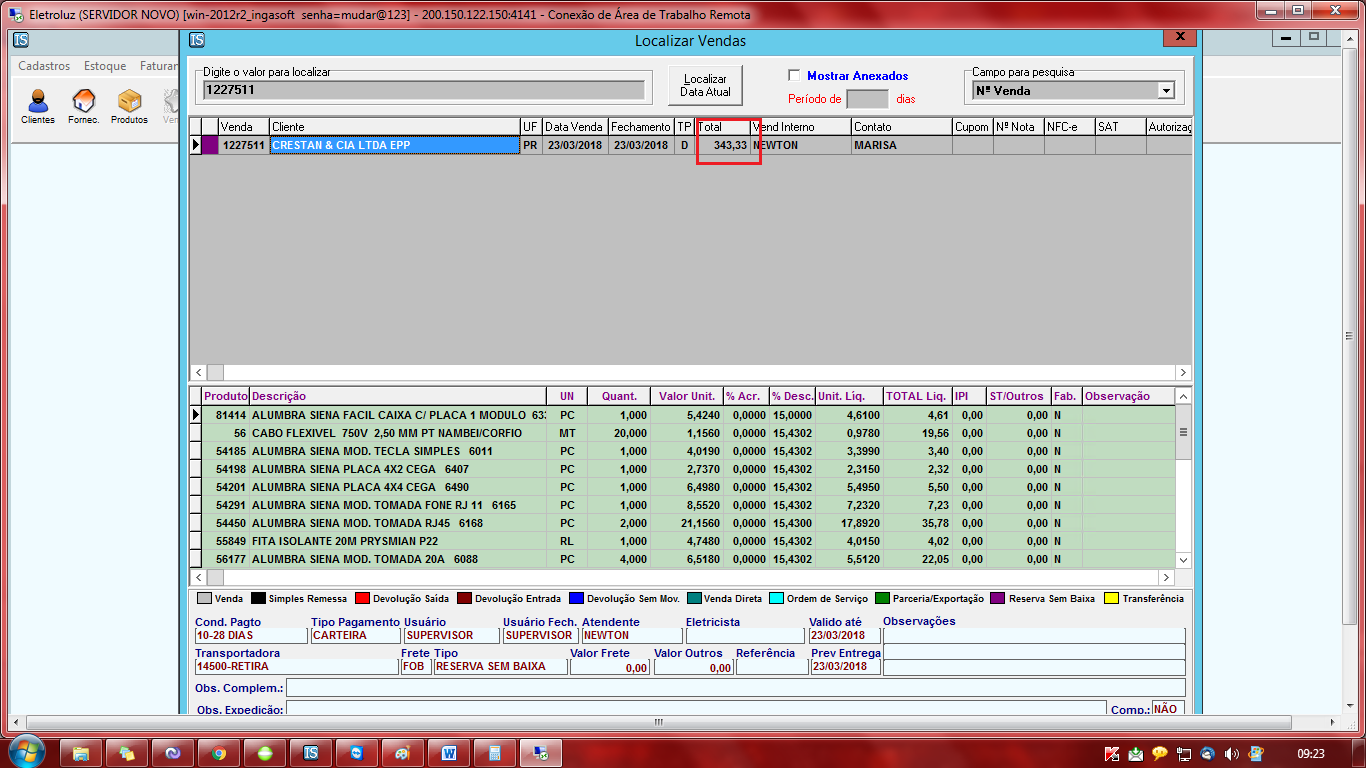 Eletroluz (SERVIDOR NOVO) [win-2012r2_ingasoft senha=mudar@123] - 200.150.122.150:4141 - Conexão de Área de Trabalho Remota
IS
IS Localizar Vendas X
Cadastros Estoque Faturar
Clientes Fornec. Produtos
Digite o valor para localizar
1227511
Localizar
Data Atual
Mostrar Anexados
Período de dias
Campo para pesquisa
Nº Venda
Venda Cliente UF Data Venda Fechamento TP Total Vend Interno Contato Cupom Nº Nota NFC-e SAT Autorizaç
1227511 CRESTAN & CIA LTDA EPP PR 23/03/2018 23/03/2018 D 343,33 NEWTON MARISA
Produto Descrição UN Quant. Valor Unit. % Acr. % Desc. Unit. Liq. TOTAL Liq. IPI ST/Outros Fab. Observação
81414 ALUMBRA SIENA FACIL CAIXA C/ PLACA 1 MODULO 633 PC 1,000 5,4240 0,0000 15,0000 4,6100 4,61 0,00 0,00 N
56 CABO FLEXIVEL 750V 2,50 MM PT NAMBEI/CORFIO MT 20,000 1,1560 0,0000 15,4302 0,9780 19,56 0,00 0,00 N
54185 ALUMBRA SIENA MOD. TECLA SIMPLES 6011 PC 1,000 4,0190 0,0000 15,4302 3,3990 3,40 0,00 0,00 N
54198 ALUMBRA SIENA PLACA 4X2 CEGA 6407 PC 1,000 2,7370 0,0000 15,4302 2,3150 2,32 0,00 0,00 N
54201 ALUMBRA SIENA PLACA 4X4 CEGA 6490 PC 1,000 6,4980 0,0000 15,4302 5,4950 5,50 0,00 0,00 N
54291 ALUMBRA SIENA MOD. TOMADA FONE RJ 11 6165 PC 1,000 8,5520 0,0000 15,4302 7,2320 7,23 0,00 0,00 N
54450 ALUMBRA SIENA MOD. TOMADA RJ45 6168 PC 2,000 21,1560 0,0000 15,4300 17,8920 35,78 0,00 0,00 N
55849 FITA ISOLANTE 20M PRYSMIAN P22 RL 1,000 4,7480 0,0000 15,4302 4,0150 4,02 0,00 0,00 N
56177 ALUMBRA SIENA MOD. TOMADA 20A 6088 PC 4,000 6,5180 0,0000 15,4302 5,5120 22,05 0,00 0,00 N
Venda Simples Remessa Devolução Saída Devolução Entrada Devolução Sem Mov. Venda Direta Ordem de Serviço Parceria/Exportação Reserva Sem Baixa Transferência
Cond. Pagto Tipo Pagamento Usuário Usuário Fech. Atendente Eletricista Valido até Observações
10-28 DIAS CARTEIRA SUPERVISOR SUPERVISOR NEWTON 23/03/2018
Transportadora Frete Tipo Valor Frete Valor Outros Referência Prev Entrega
14500-RETIRA FOB RESERVA SEM BAIXA 0,00 0,00 23/03/2018
Obs. Complem.:
Obs. Expedição: Comp.: NÃO
IS W 09:23